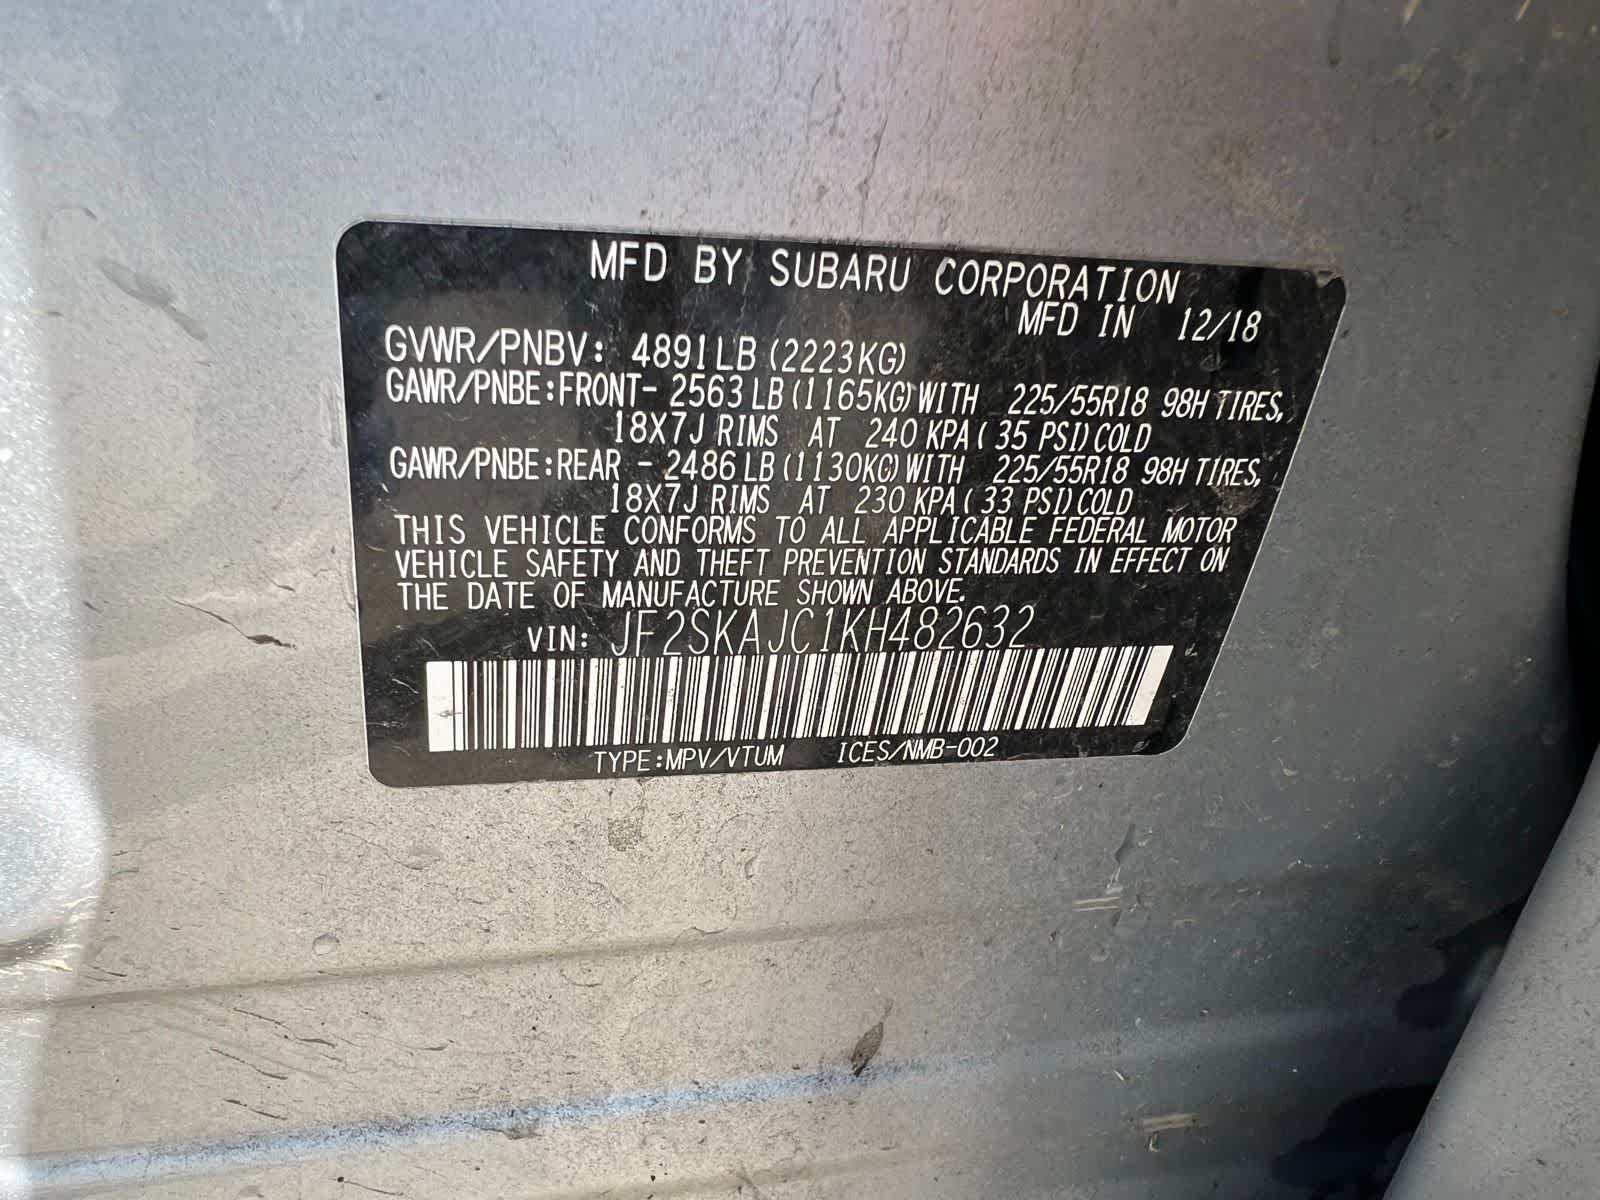 MFD BY SUBARU CORPORATION
MFD IN 12/18
GVWR/PNBV: 4891LB (2223KG)
GAWR/PNBE:FRONT- 2563 LB (1165KG) WITH 225/55R18 98H TIRES,
18X7J RIMS AT 240 KPA ( 35 PSI) COLD
GAWR/PNBE:REAR - 2486 LB (1130KG) WITH 225/55R18 98H TIRES,
18X7J RIMS AT 230 KPA ( 33 PSI) COLD
THIS VEHICLE CONFORMS TO ALL APPLICABLE FEDERAL MOTOR
VEHICLE SAFETY AND THEFT PREVENTION STANDARDS IN EFFECT ON
THE DATE OF MANUFACTURE SHOWN ABOVE.
VIN: JF2SKAJC1KH482632
TYPE:MPV/VTUM ICES/NMB-002